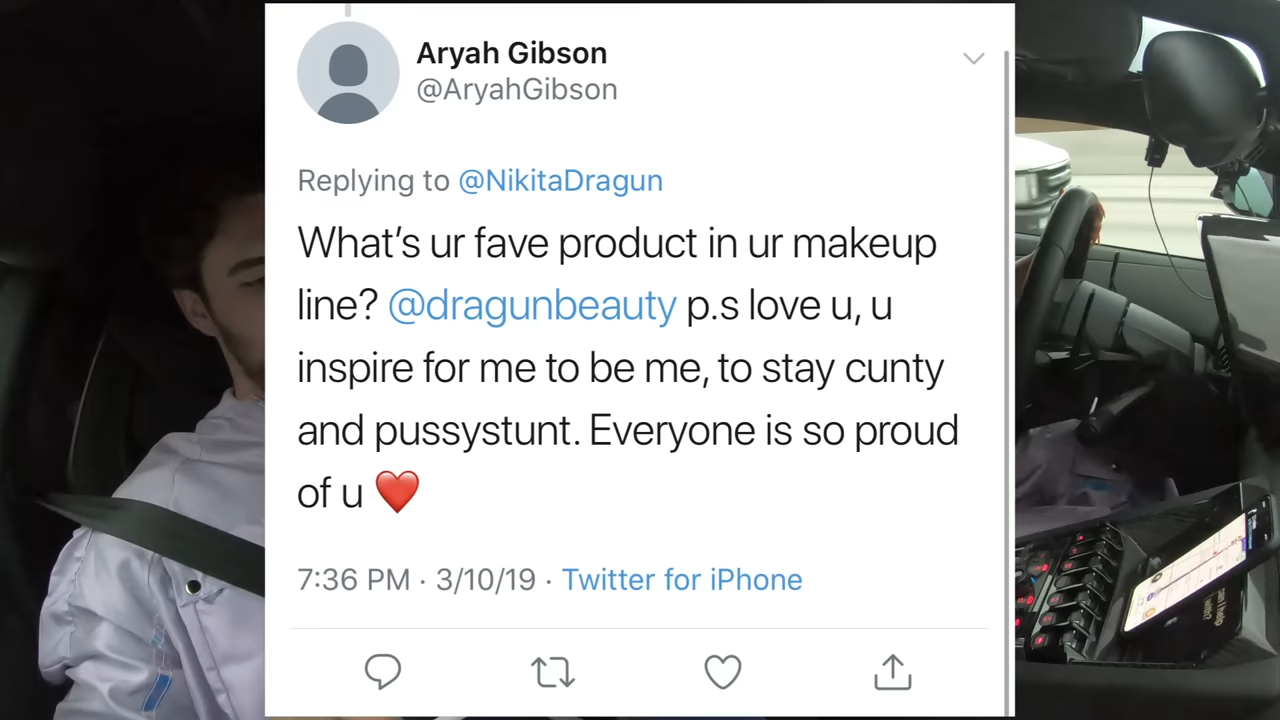 Aryah Gibson
@AryahGibson
Replying to @NikitaDragun
What’s ur fave product in ur makeup
line? @dragunbeauty p.s love u, u
inspire for me to be me, to stay cunty
and pussystunt. Everyone is so proud
of u ❤️
7:36 PM · 3/10/19 · Twitter for iPhone